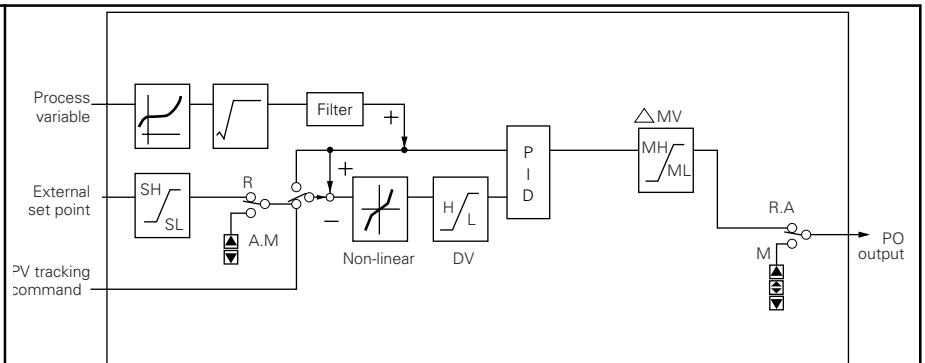 Process
variable
Filter
+
△MV
MH
ML
P
I
D
External
set point
SH
SL
R
A.M
+
−
H
L
Non-linear
DV
R.A
M
PO
output
PV tracking
command